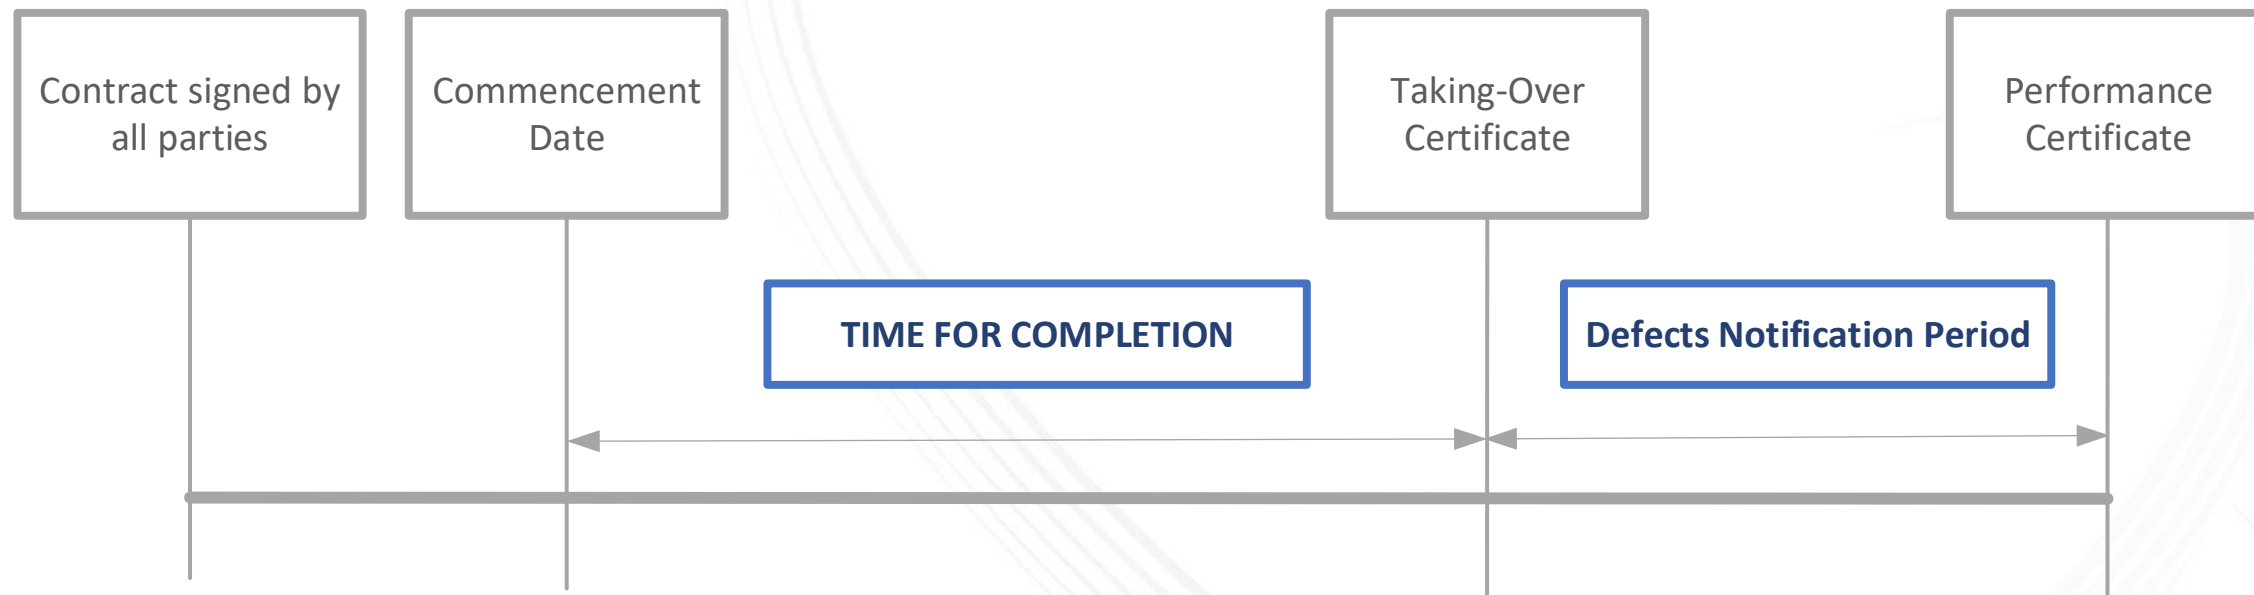 Contract signed by
all parties
Commencement
Date
Taking-Over
Certificate
Performance
Certificate
TIME FOR COMPLETION
Defects Notification Period